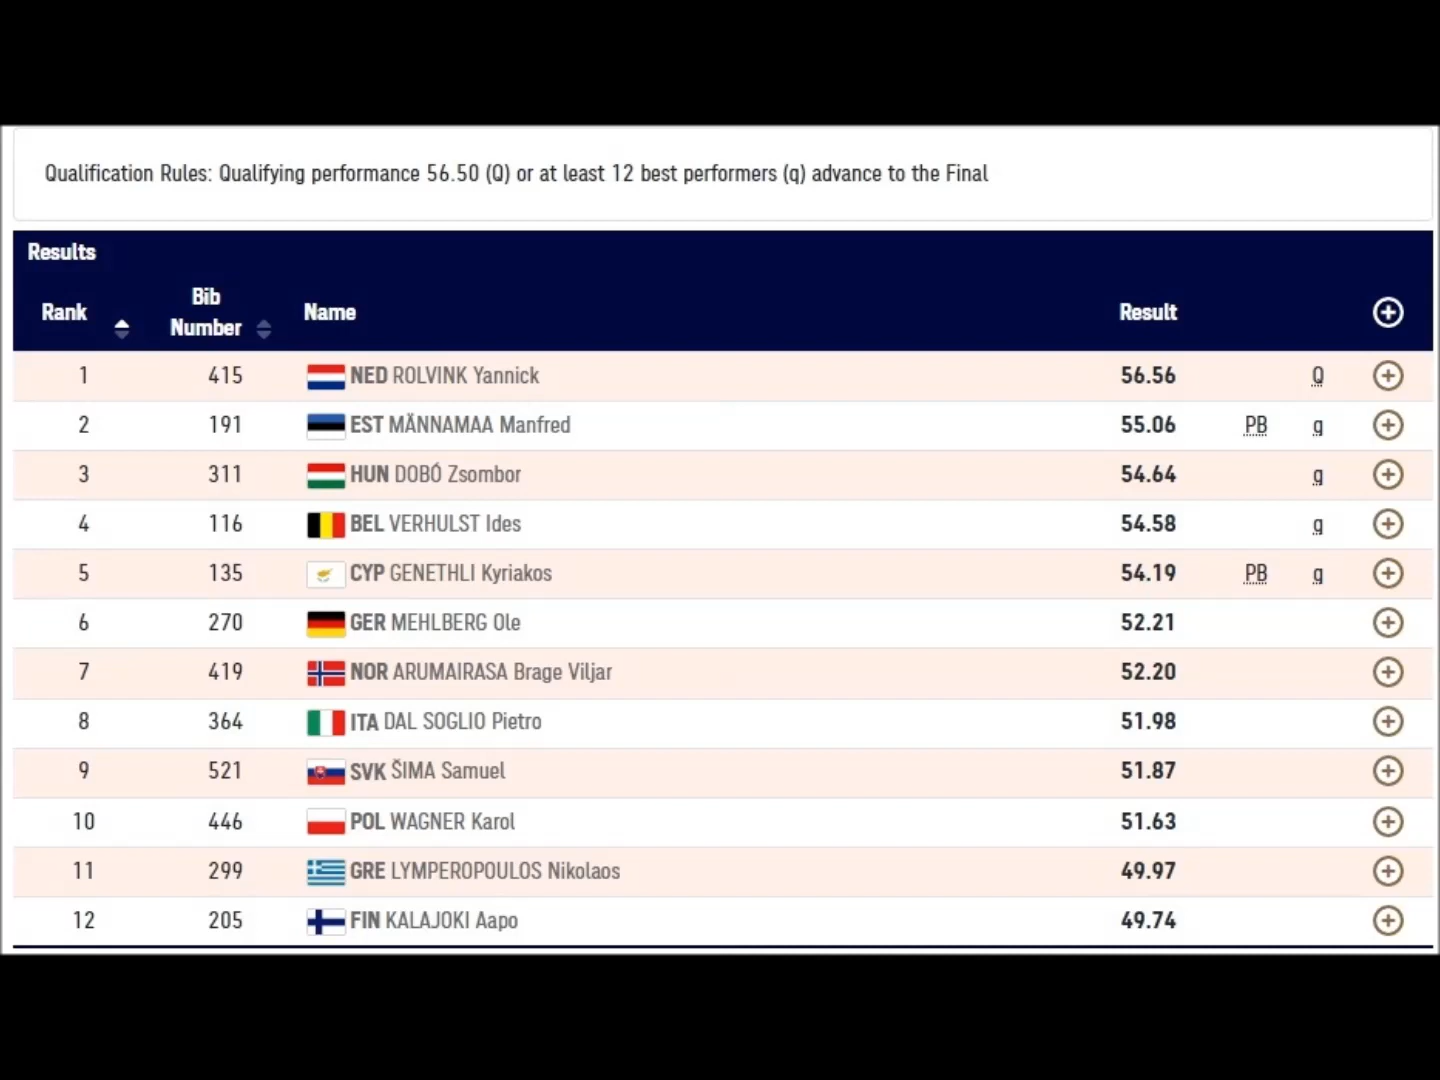 Qualification Rules: Qualifying performance 56.50 (Q) or at least 12 best performers (q) advance to the Final
Results
Rank Bib Number Name Result
1 415 NED ROLVINK Yannick 56.56 Q
2 191 EST MÄNNAMAA Manfred 55.06 PB q
3 311 HUN DOBÓ Zsombor 54.64 q
4 116 BEL VERHULST Ides 54.58 q
5 135 CYP GENETHLI Kyriakos 54.19 PB q
6 270 GER MEHLBERG Ole 52.21
7 419 NOR ARUMAIRASA Brage Viljar 52.20
8 364 ITA DAL SOGLIO Pietro 51.98
9 521 SVK ŠIMA Samuel 51.87
10 446 POL WAGNER Karol 51.63
11 299 GRE LYMPEROPOULOS Nikolaos 49.97
12 205 FIN KALAJOKI Aapo 49.74